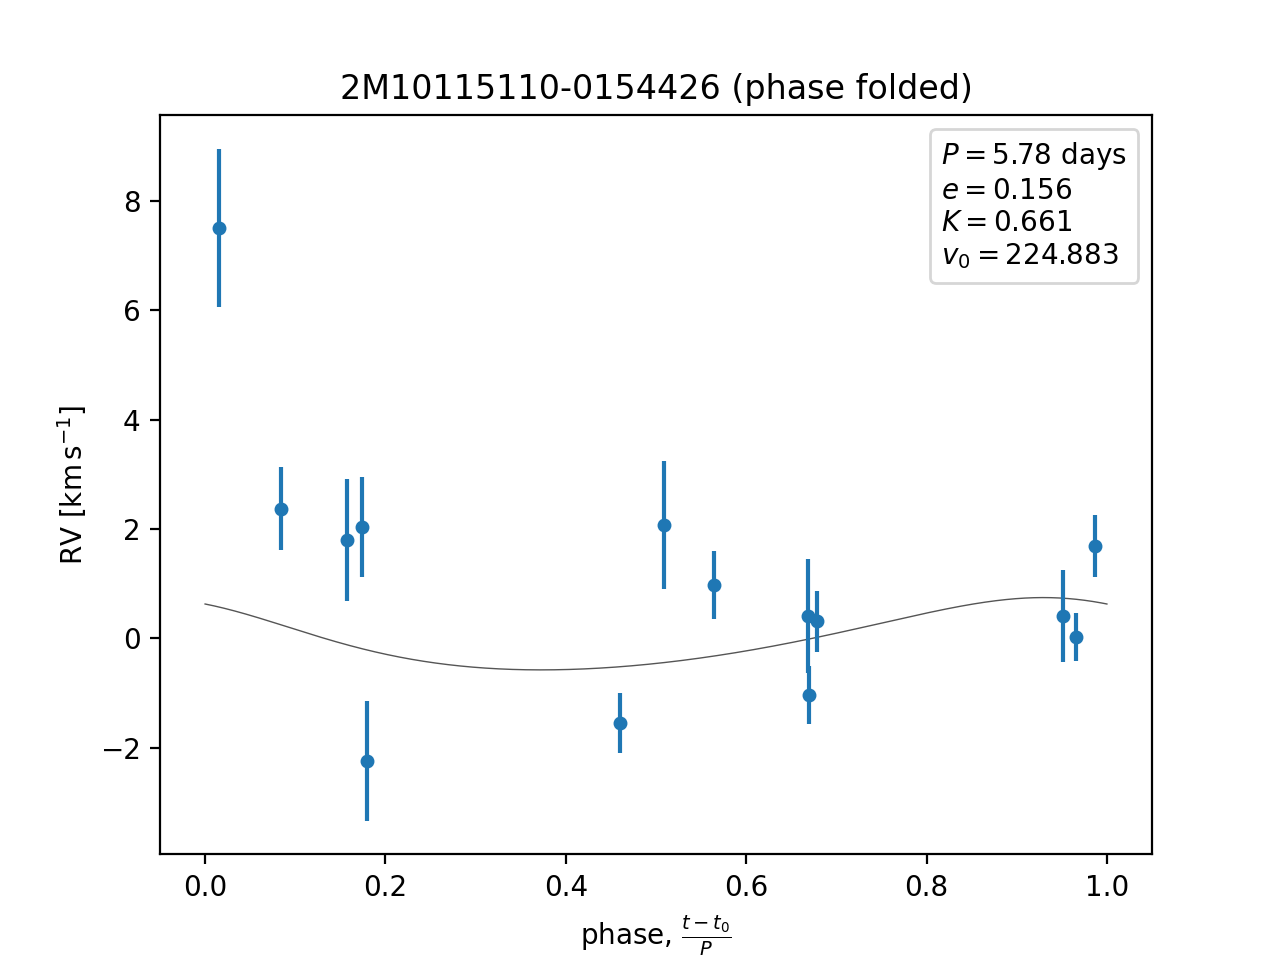 2M10115110-0154426 (phase folded)
P = 5.78 days
e = 0.156
K = 0.661
v₀ = 224.883
8
6
4
2
0
−2
RV [km s⁻¹]
0.0 0.2 0.4 0.6 0.8 1.0
phase, (t − t₀)/P